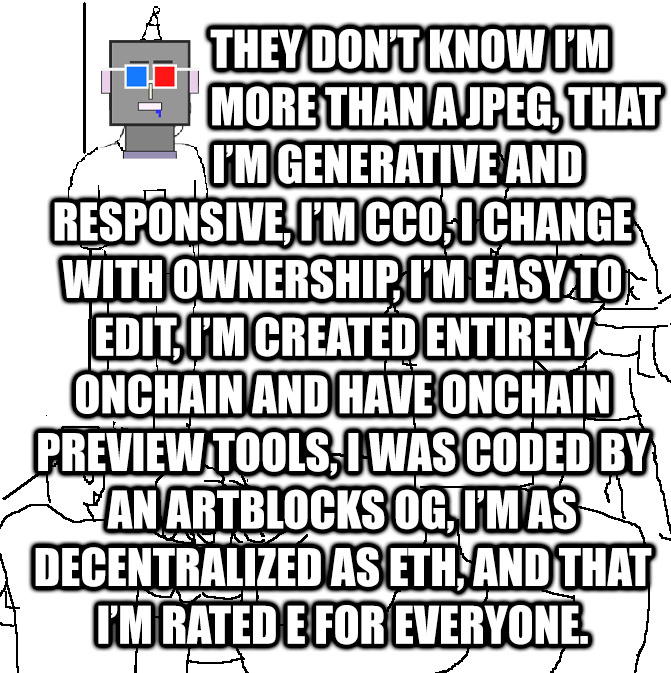 THEY DON'T KNOW I'M
MORE THAN A JPEG, THAT
I'M GENERATIVE AND
RESPONSIVE, I'M CC0, I CHANGE
WITH OWNERSHIP, I'M EASY TO
EDIT, I'M CREATED ENTIRELY
ONCHAIN AND HAVE ONCHAIN
PREVIEW TOOLS, I WAS CODED BY
AN ARTBLOCKS OG, I'M AS
DECENTRALIZED AS ETH, AND THAT
I'M RATED E FOR EVERYONE.